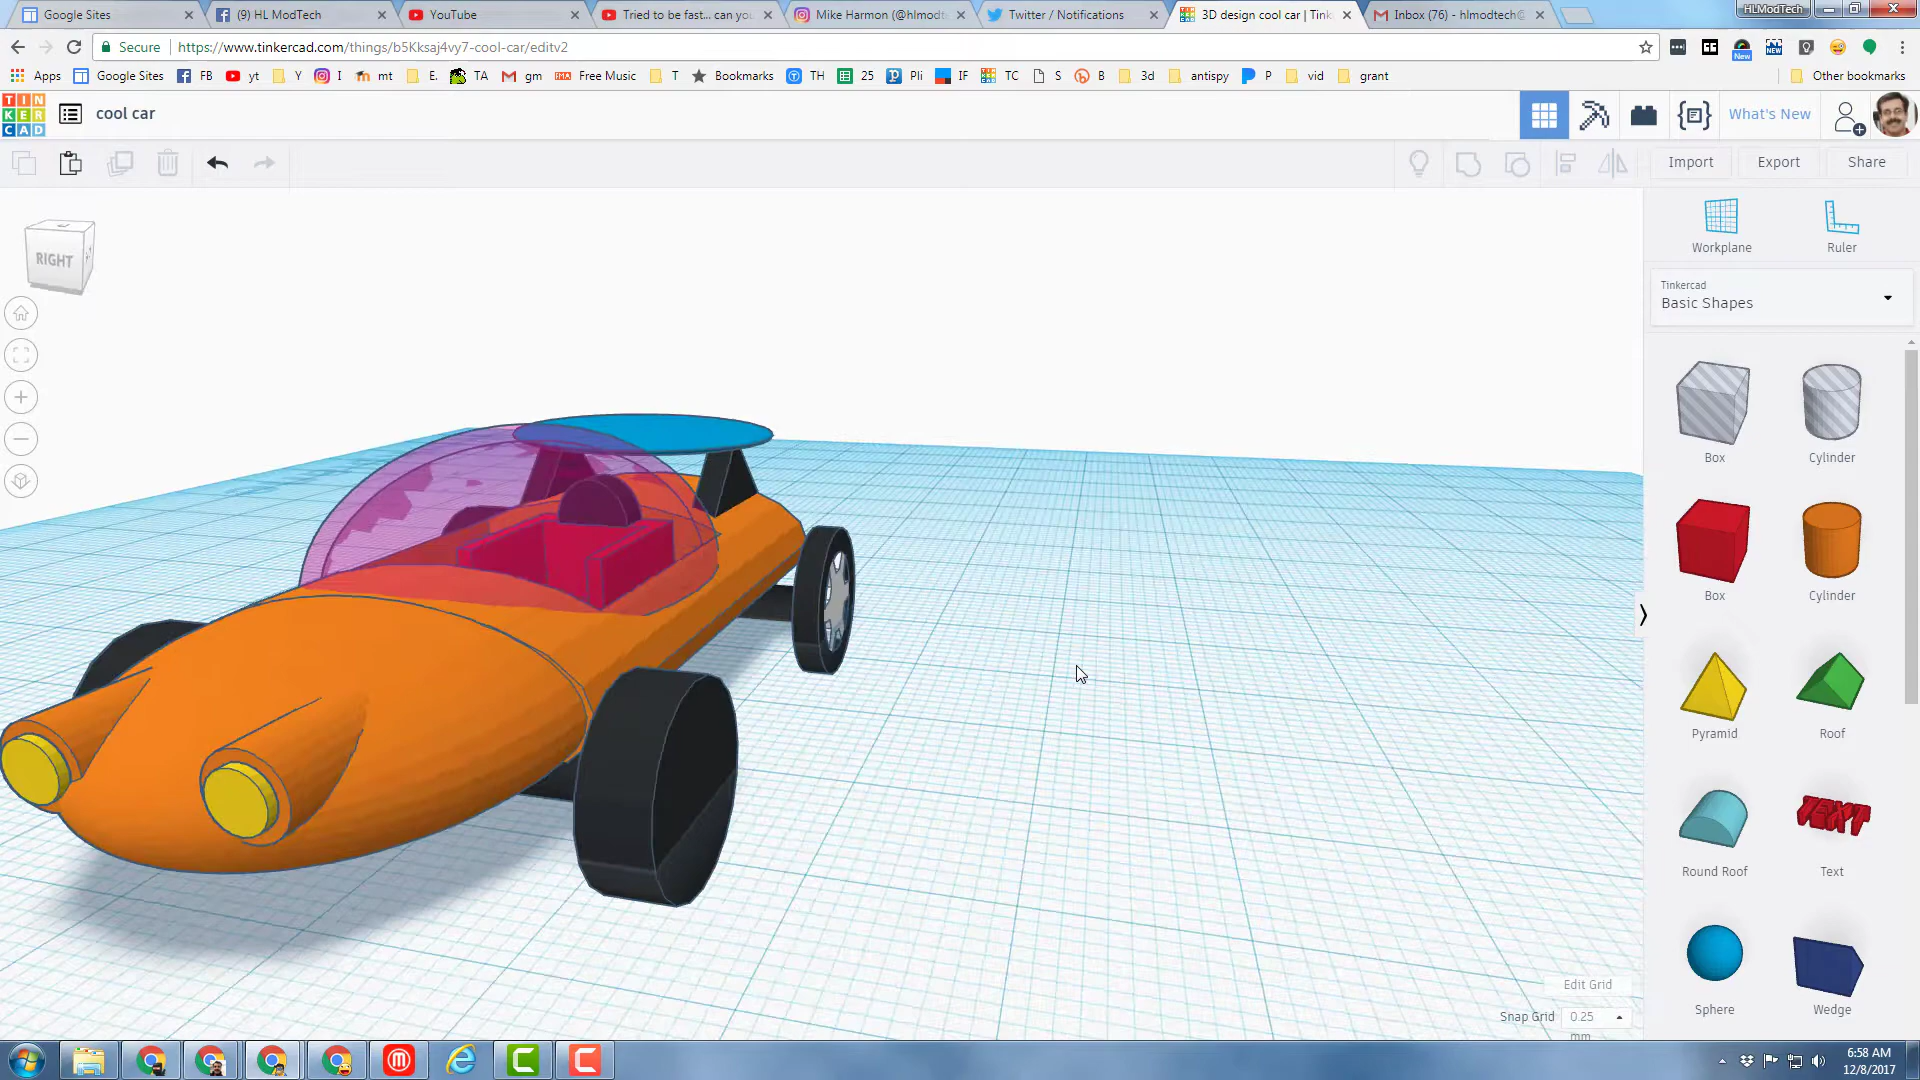 Google Sites
(9) HL ModTech
YouTube
Tried to be fast... can you
Mike Harmon (@hlmodt
Twitter / Notifications
3D design cool car | Tink
Inbox (76) - hlmodtech@
HLModTech
Secure
https://www.tinkercad.com/things/b5Kksaj4vy7-cool-car/editv2
New
NEW
Apps
Google Sites
FB
yt
Y
I
mt
E.
TA
gm
Free Music
T
Bookmarks
TH
25
Pli
IF
TC
S
B
3d
antispy
P
vid
grant
Other bookmarks
TIN
KER
CAD
cool car
What's New
Import
Export
Share
RIGHT
Workplane
Ruler
Tinkercad
Basic Shapes
Box
Cylinder
Box
Cylinder
Pyramid
Roof
Round Roof
TEXT
Text
Sphere
Wedge
Edit Grid
Snap Grid
0.25
mm
6:58 AM
12/8/2017